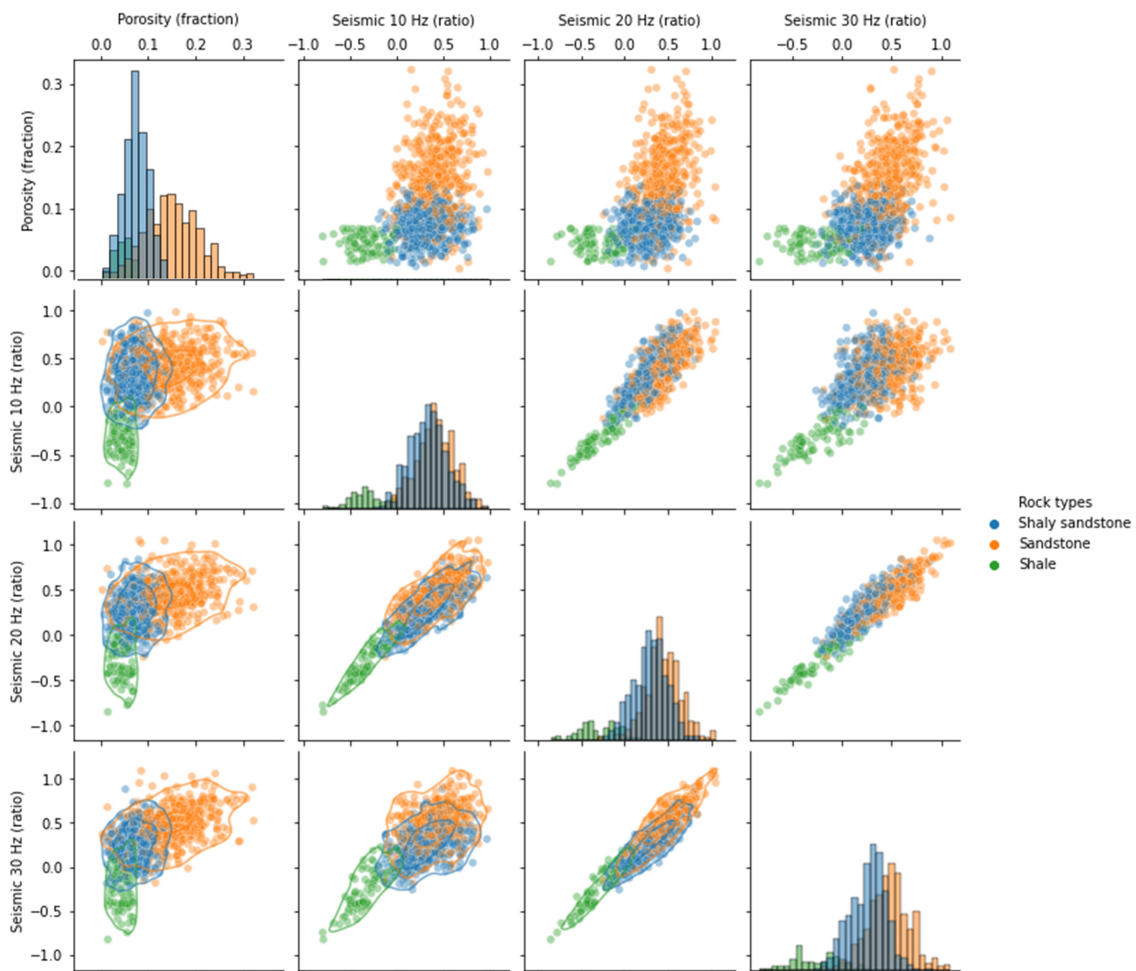 Porosity (fraction) Seismic 10 Hz (ratio) Seismic 20 Hz (ratio) Seismic 30 Hz (ratio)
0.0 0.1 0.2 0.3 −1.0 −0.5 0.0 0.5 1.0 −1.0 −0.5 0.0 0.5 1.0 −0.5 0.0 0.5 1.0
Porosity (fraction)
0.3
0.2
0.1
0.0
Seismic 10 Hz (ratio)
1.0
0.5
0.0
−0.5
−1.0
Rock types
Shaly sandstone
Sandstone
Shale
Seismic 20 Hz (ratio)
1.0
0.5
0.0
−0.5
−1.0
Seismic 30 Hz (ratio)
1.0
0.5
0.0
−0.5
−1.0